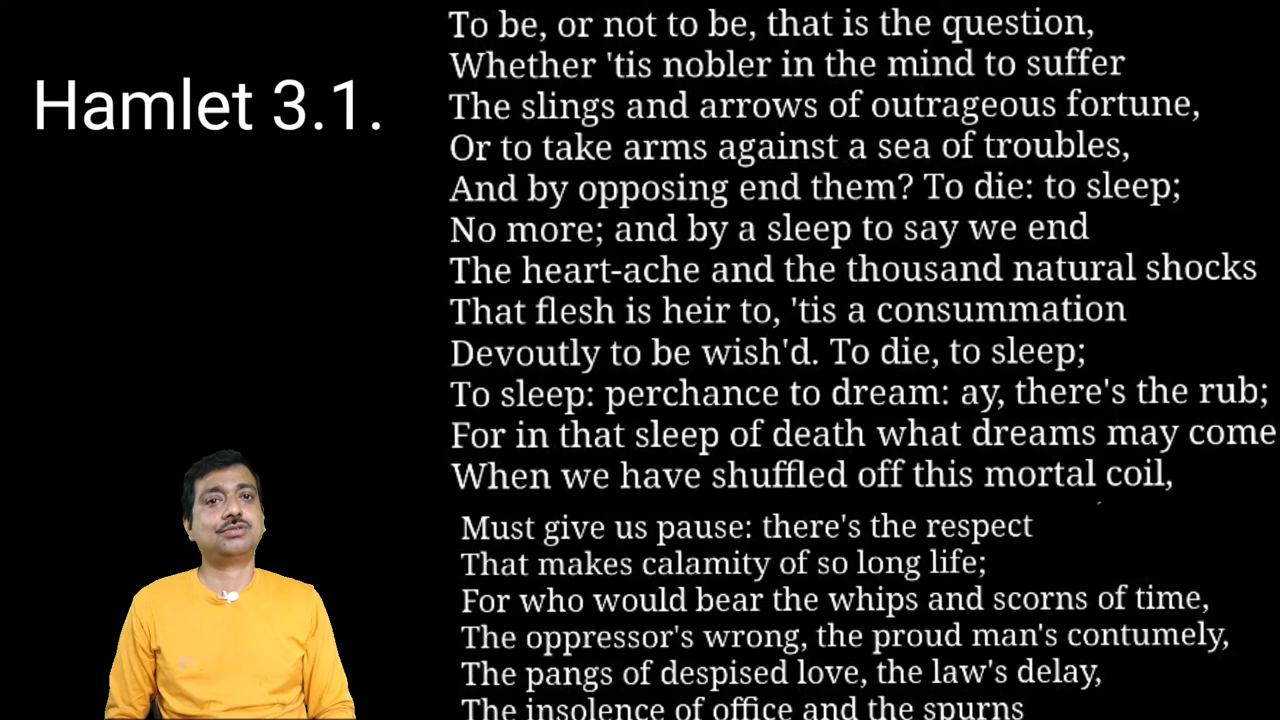 Hamlet 3.1.
To be, or not to be, that is the question,
Whether 'tis nobler in the mind to suffer
The slings and arrows of outrageous fortune,
Or to take arms against a sea of troubles,
And by opposing end them? To die: to sleep;
No more; and by a sleep to say we end
The heart-ache and the thousand natural shocks
That flesh is heir to, 'tis a consummation
Devoutly to be wish'd. To die, to sleep;
To sleep: perchance to dream: ay, there's the rub;
For in that sleep of death what dreams may come
When we have shuffled off this mortal coil,
Must give us pause: there's the respect
That makes calamity of so long life;
For who would bear the whips and scorns of time,
The oppressor's wrong, the proud man's contumely,
The pangs of despised love, the law's delay,
The insolence of office and the spurns